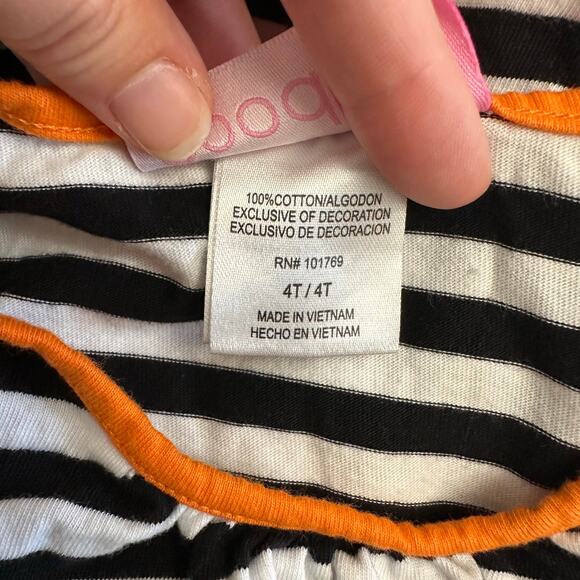 100%COTTON/ALGODON
EXCLUSIVE OF DECORATION
EXCLUSIVO DE DECORACION
RN# 101769
4T / 4T
MADE IN VIETNAM
HECHO EN VIETNAM